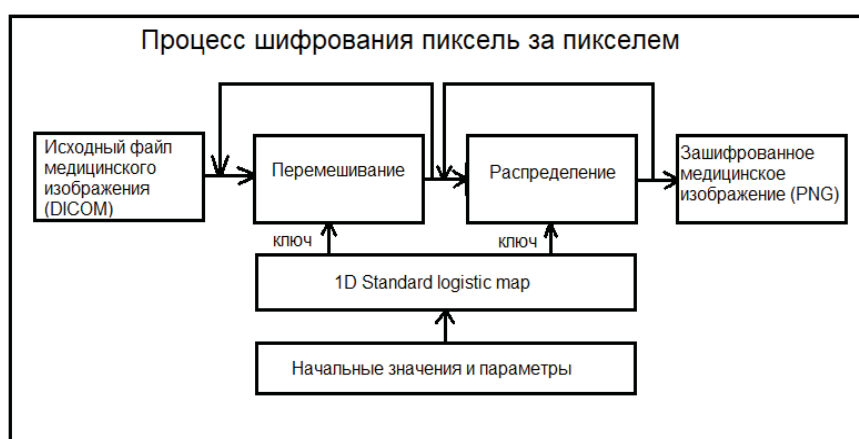 Процесс шифрования пиксель за пикселем
Исходный файл
медицинского
изображения
(DICOM)
Перемешивание
Распределение
Зашифрованное
медицинское
изображение (PNG)
ключ
ключ
1D Standard logistic map
Начальные значения и параметры